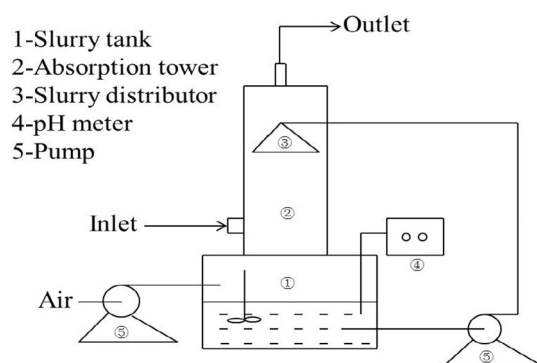 1-Slurry tank
2-Absorption tower
3-Slurry distributor
4-pH meter
5-Pump
Outlet
③
②
Inlet
④
①
Air
⑤
⑤